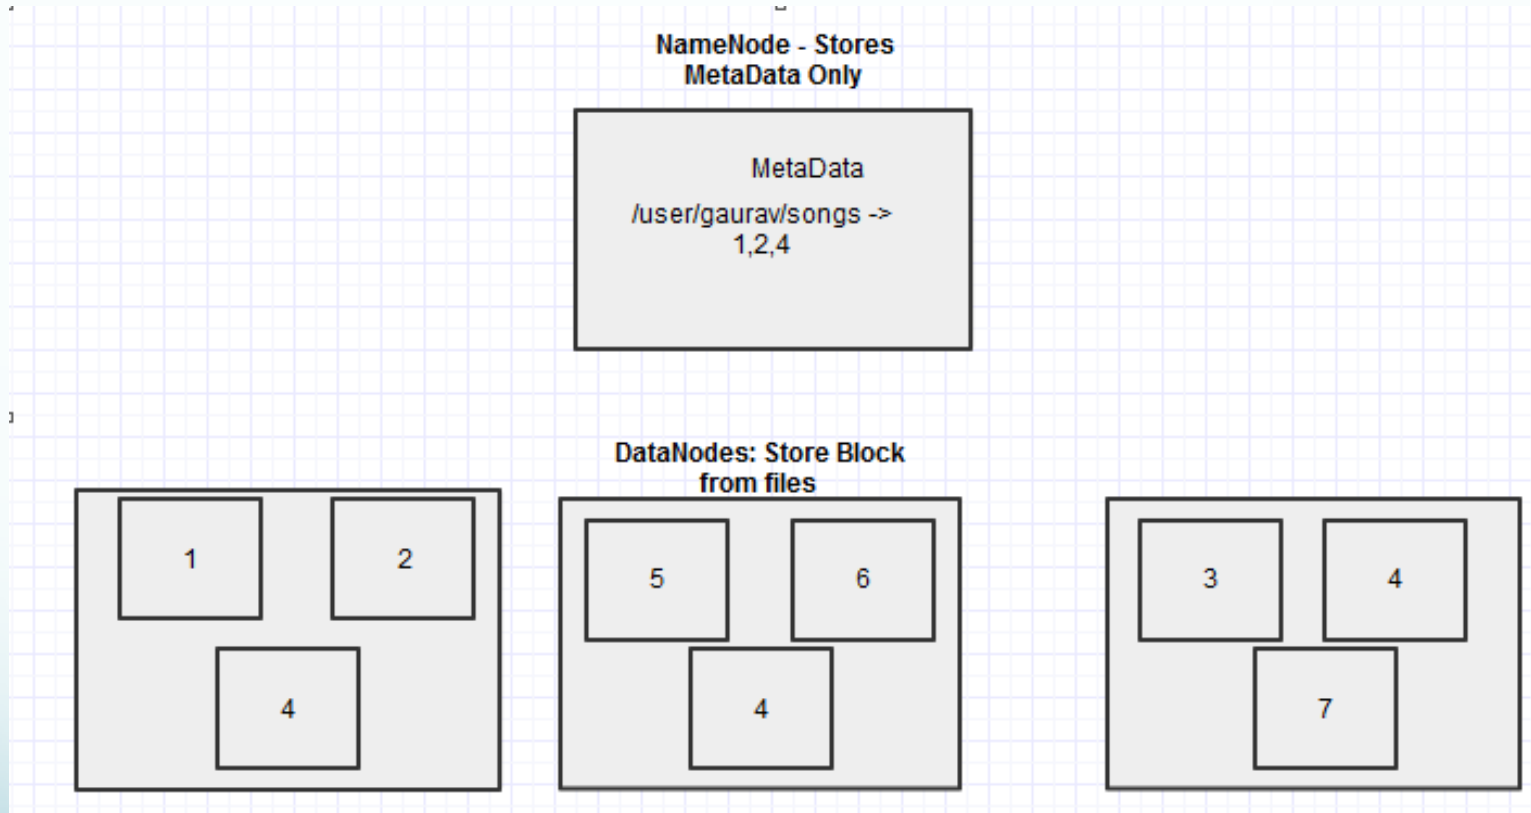 NameNode - Stores
MetaData Only
MetaData
/user/gaurav/songs ->
1,2,4
DataNodes: Store Block
from files
1
2
4
5
6
4
3
4
7